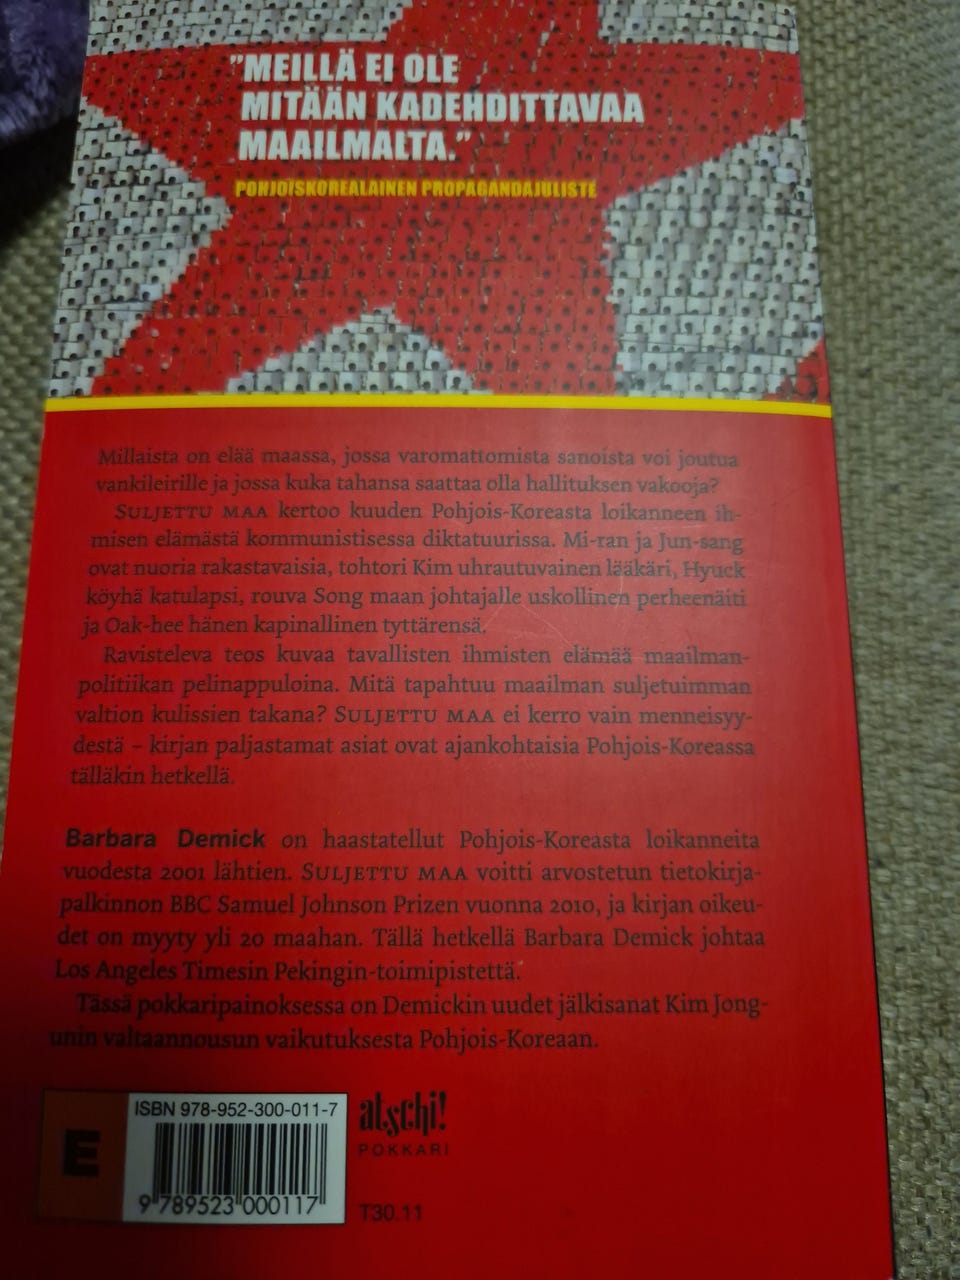 ”MEILLÄ EI OLE
MITÄÄN KADEHDITTAVAA
MAAILMALTA.”
POHJOISKOREALAINEN PROPAGANDAJULISTE
Millaista on elää maassa, jossa varomattomista sanoista voi joutua
vankileirille ja jossa kuka tahansa saattaa olla hallituksen vakooja?
SULJETTU MAA kertoo kuuden Pohjois-Koreasta loikanneen ih-
misen elämästä kommunistisessa diktatuurissa. Mi-ran ja Jun-sang
ovat nuoria rakastavaisia, tohtori Kim uhrautuvainen lääkäri, Hyuck
köyhä katulapsi, rouva Song maan johtajalle uskollinen perheenäiti
ja Oak-hee hänen kapinallinen tyttärensä.
Ravisteleva teos kuvaa tavallisten ihmisten elämää maailman-
politiikan pelinappuloina. Mitä tapahtuu maailman suljetuimman
valtion kulissien takana? SULJETTU MAA ei kerro vain menneisyy-
destä – kirjan paljastamat asiat ovat ajankohtaisia Pohjois-Koreassa
tälläkin hetkellä.
Barbara Demick on haastatellut Pohjois-Koreasta loikanneita
vuodesta 2001 lähtien. SULJETTU MAA voitti arvostetun tietokirja-
palkinnon BBC Samuel Johnson Prizen vuonna 2010, ja kirjan oikeu-
det on myyty yli 20 maahan. Tällä hetkellä Barbara Demick johtaa
Los Angeles Timesin Pekingin-toimipistettä.
Tässä pokkaripainoksessa on Demickin uudet jälkisanat Kim Jong-
unin valtaannousun vaikutuksesta Pohjois-Koreaan.
E
ISBN 978-952-300-011-7
9 789523 000117
atschi!
POKKARI
T30.11